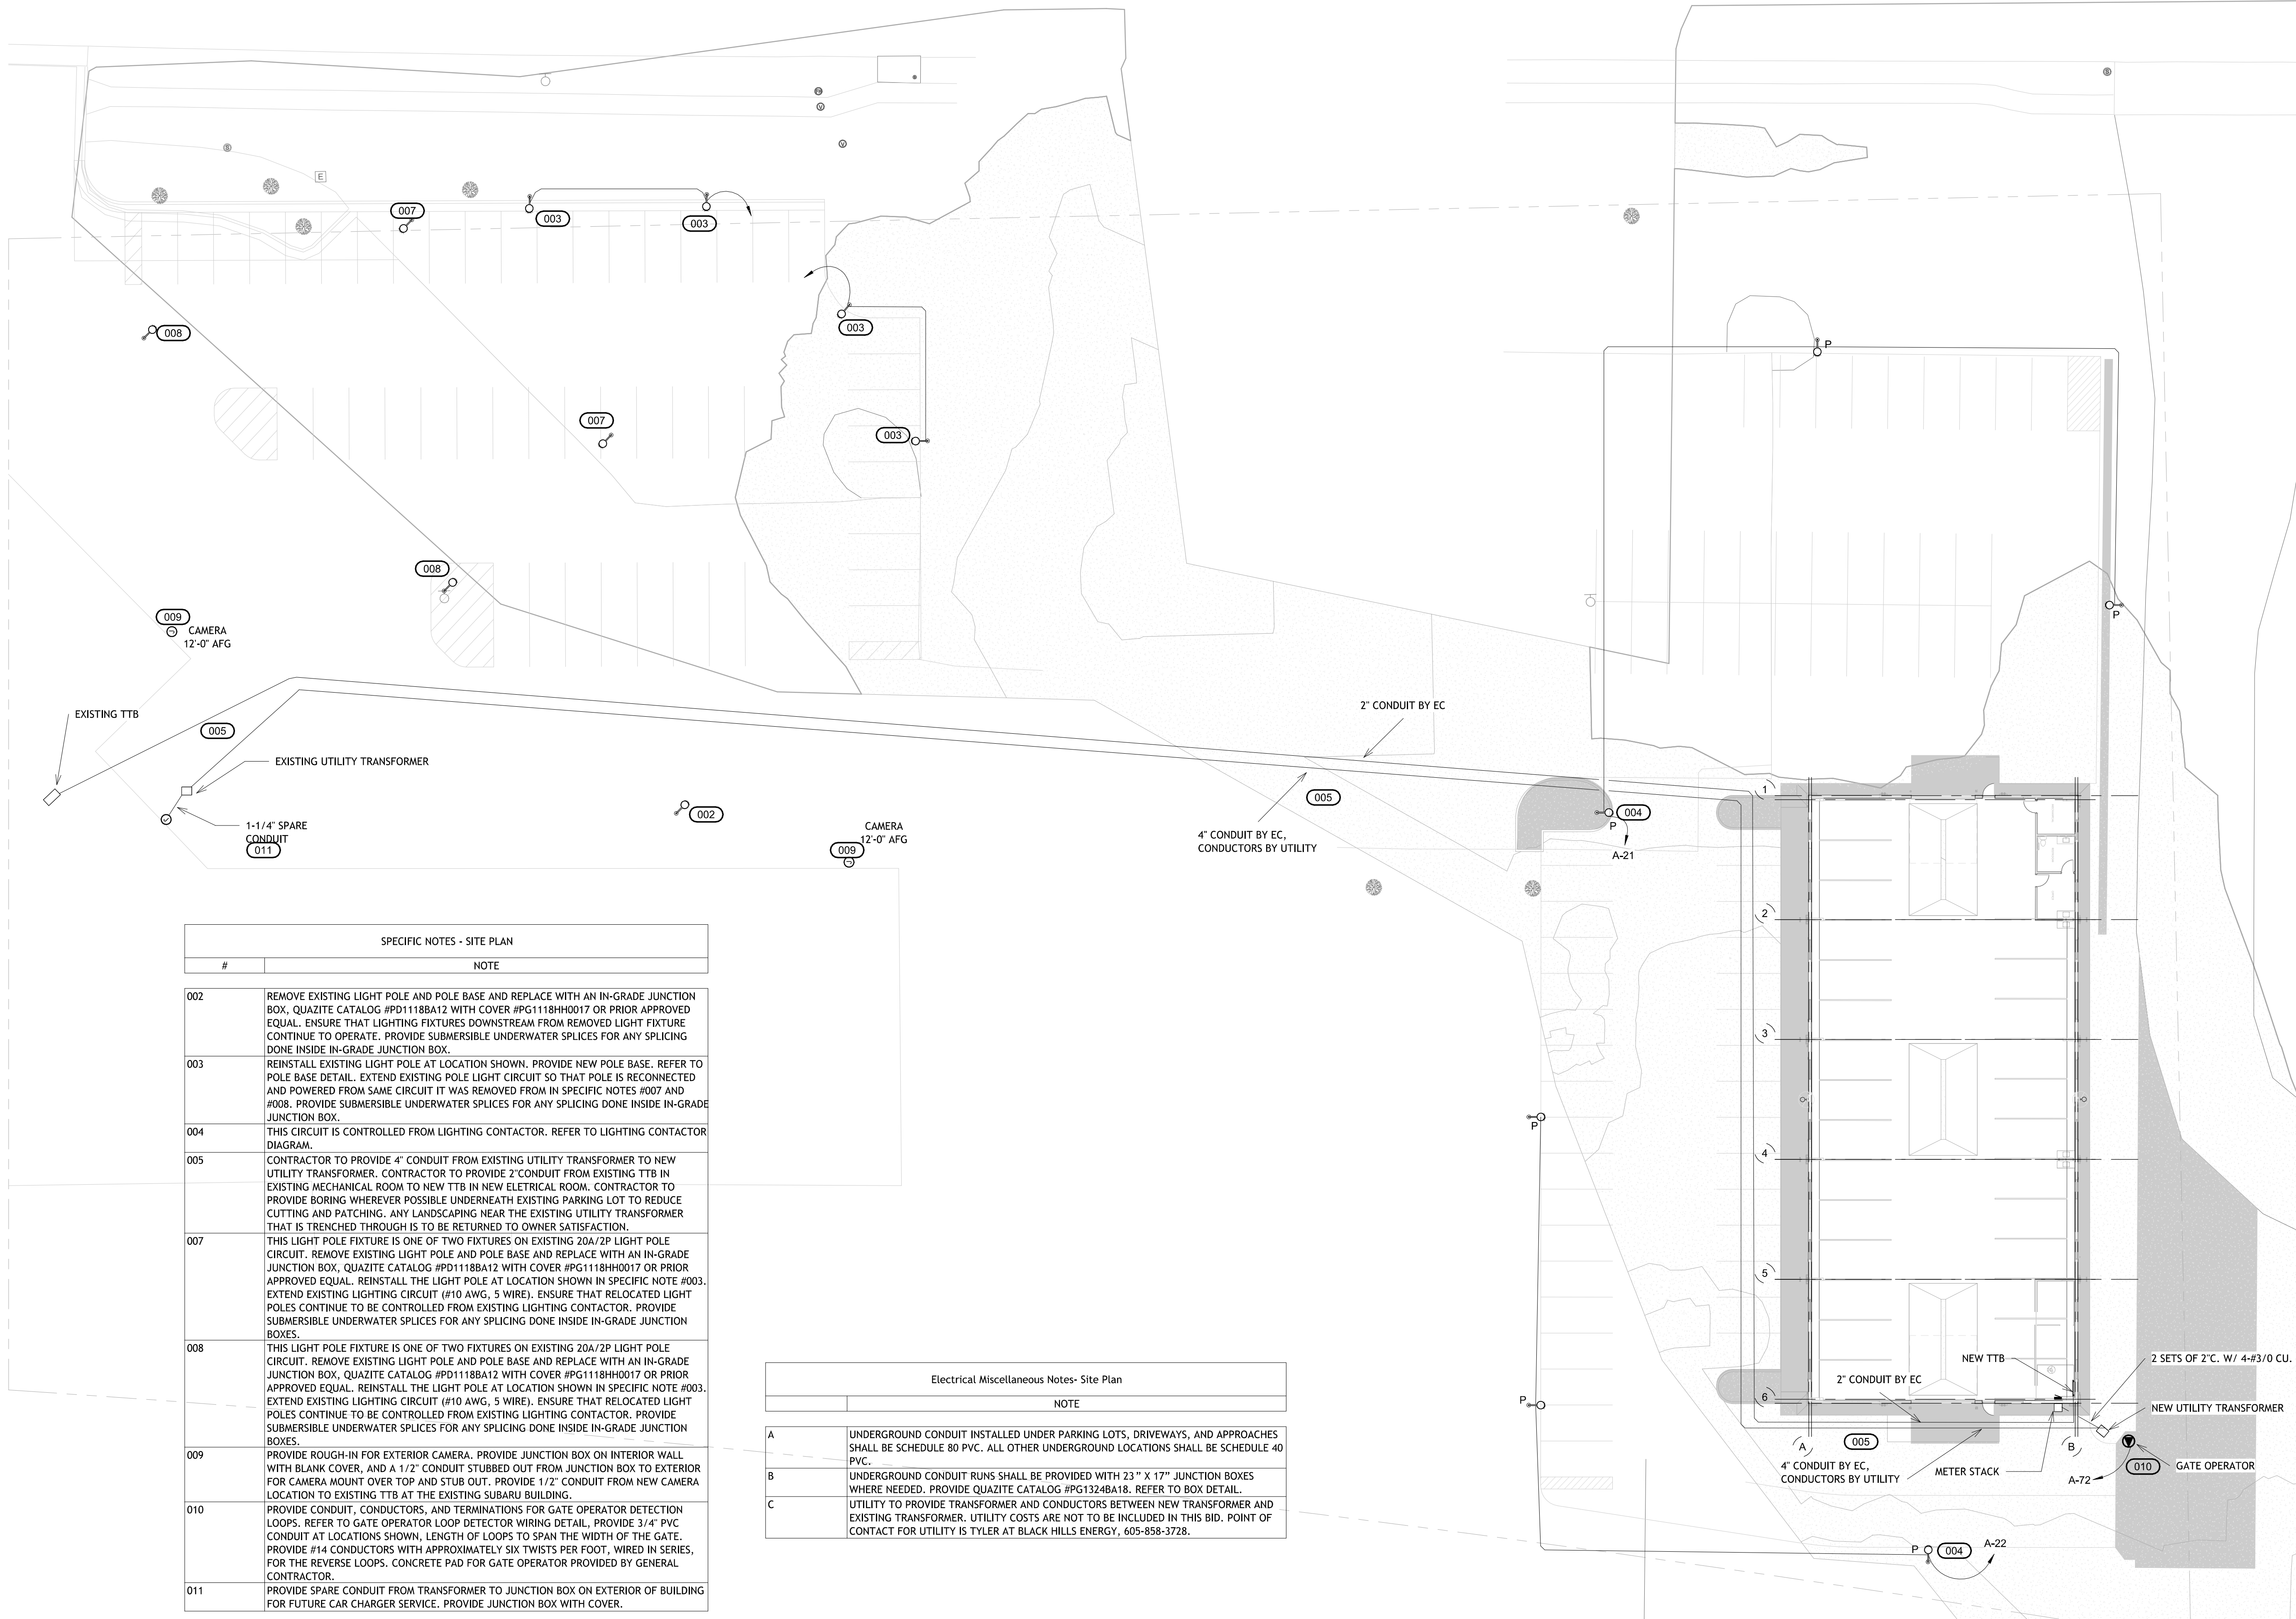 007
003
003
E
008
003
P
007
003
008
P
009
CAMERA
12'-0" AFG
EXISTING TTB
005
2" CONDUIT BY EC
EXISTING UTILITY TRANSFORMER
005
1
002
004
P
1-1/4" SPARE
CONDUIT
011
CAMERA
12'-0" AFG
009
4" CONDUIT BY EC,
CONDUCTORS BY UTILITY
A-21
2
3
4
5
6
P
P
SPECIFIC NOTES - SITE PLAN
# NOTE
002 REMOVE EXISTING LIGHT POLE AND POLE BASE AND REPLACE WITH AN IN-GRADE JUNCTION
BOX, QUAZITE CATALOG #PD1118BA12 WITH COVER #PG1118HH0017 OR PRIOR APPROVED
EQUAL. ENSURE THAT LIGHTING FIXTURES DOWNSTREAM FROM REMOVED LIGHT FIXTURE
CONTINUE TO OPERATE. PROVIDE SUBMERSIBLE UNDERWATER SPLICES FOR ANY SPLICING
DONE INSIDE IN-GRADE JUNCTION BOX.
003 REINSTALL EXISTING LIGHT POLE AT LOCATION SHOWN. PROVIDE NEW POLE BASE. REFER TO
POLE BASE DETAIL. EXTEND EXISTING POLE LIGHT CIRCUIT SO THAT POLE IS RECONNECTED
AND POWERED FROM SAME CIRCUIT IT WAS REMOVED FROM IN SPECIFIC NOTES #007 AND
#008. PROVIDE SUBMERSIBLE UNDERWATER SPLICES FOR ANY SPLICING DONE INSIDE IN-GRADE
JUNCTION BOX.
004 THIS CIRCUIT IS CONTROLLED FROM LIGHTING CONTACTOR. REFER TO LIGHTING CONTACTOR
DIAGRAM.
005 CONTRACTOR TO PROVIDE 4" CONDUIT FROM EXISTING UTILITY TRANSFORMER TO NEW
UTILITY TRANSFORMER. CONTRACTOR TO PROVIDE 2"CONDUIT FROM EXISTING TTB IN
EXISTING MECHANICAL ROOM TO NEW TTB IN NEW ELETRICAL ROOM. CONTRACTOR TO
PROVIDE BORING WHEREVER POSSIBLE UNDERNEATH EXISTING PARKING LOT TO REDUCE
CUTTING AND PATCHING. ANY LANDSCAPING NEAR THE EXISTING UTILITY TRANSFORMER
THAT IS TRENCHED THROUGH IS TO BE RETURNED TO OWNER SATISFACTION.
007 THIS LIGHT POLE FIXTURE IS ONE OF TWO FIXTURES ON EXISTING 20A/2P LIGHT POLE
CIRCUIT. REMOVE EXISTING LIGHT POLE AND POLE BASE AND REPLACE WITH AN IN-GRADE
JUNCTION BOX, QUAZITE CATALOG #PD1118BA12 WITH COVER #PG1118HH0017 OR PRIOR
APPROVED EQUAL. REINSTALL THE LIGHT POLE AT LOCATION SHOWN IN SPECIFIC NOTE #003.
EXTEND EXISTING LIGHTING CIRCUIT (#10 AWG, 5 WIRE). ENSURE THAT RELOCATED LIGHT
POLES CONTINUE TO BE CONTROLLED FROM EXISTING LIGHTING CONTACTOR. PROVIDE
SUBMERSIBLE UNDERWATER SPLICES FOR ANY SPLICING DONE INSIDE IN-GRADE JUNCTION
BOXES.
008 THIS LIGHT POLE FIXTURE IS ONE OF TWO FIXTURES ON EXISTING 20A/2P LIGHT POLE
CIRCUIT. REMOVE EXISTING LIGHT POLE AND POLE BASE AND REPLACE WITH AN IN-GRADE
JUNCTION BOX, QUAZITE CATALOG #PD1118BA12 WITH COVER #PG1118HH0017 OR PRIOR
APPROVED EQUAL. REINSTALL THE LIGHT POLE AT LOCATION SHOWN IN SPECIFIC NOTE #003.
EXTEND EXISTING LIGHTING CIRCUIT (#10 AWG, 5 WIRE). ENSURE THAT RELOCATED LIGHT
POLES CONTINUE TO BE CONTROLLED FROM EXISTING LIGHTING CONTACTOR. PROVIDE
SUBMERSIBLE UNDERWATER SPLICES FOR ANY SPLICING DONE INSIDE IN-GRADE JUNCTION
BOXES.
009 PROVIDE ROUGH-IN FOR EXTERIOR CAMERA. PROVIDE JUNCTION BOX ON INTERIOR WALL
WITH BLANK COVER, AND A 1/2" CONDUIT STUBBED OUT FROM JUNCTION BOX TO EXTERIOR
FOR CAMERA MOUNT OVER TOP AND STUB OUT. PROVIDE 1/2" CONDUIT FROM NEW CAMERA
LOCATION TO EXISTING TTB AT THE EXISTING SUBARU BUILDING.
010 PROVIDE CONDUIT, CONDUCTORS, AND TERMINATIONS FOR GATE OPERATOR DETECTION
LOOPS. REFER TO GATE OPERATOR LOOP DETECTOR WIRING DETAIL, PROVIDE 3/4" PVC
CONDUIT AT LOCATIONS SHOWN, LENGTH OF LOOPS TO SPAN THE WIDTH OF THE GATE.
PROVIDE #14 CONDUCTORS WITH APPROXIMATELY SIX TWISTS PER FOOT, WIRED IN SERIES,
FOR THE REVERSE LOOPS. CONCRETE PAD FOR GATE OPERATOR PROVIDED BY GENERAL
CONTRACTOR.
011 PROVIDE SPARE CONDUIT FROM TRANSFORMER TO JUNCTION BOX ON EXTERIOR OF BUILDING
FOR FUTURE CAR CHARGER SERVICE. PROVIDE JUNCTION BOX WITH COVER.
Electrical Miscellaneous Notes- Site Plan
NOTE
A UNDERGROUND CONDUIT INSTALLED UNDER PARKING LOTS, DRIVEWAYS, AND APPROACHES
SHALL BE SCHEDULE 80 PVC. ALL OTHER UNDERGROUND LOCATIONS SHALL BE SCHEDULE 40
PVC.
B UNDERGROUND CONDUIT RUNS SHALL BE PROVIDED WITH 23" X 17" JUNCTION BOXES
WHERE NEEDED. PROVIDE QUAZITE CATALOG #PG1324BA18. REFER TO BOX DETAIL.
C UTILITY TO PROVIDE TRANSFORMER AND CONDUCTORS BETWEEN NEW TRANSFORMER AND
EXISTING TRANSFORMER. UTILITY COSTS ARE NOT TO BE INCLUDED IN THIS BID. POINT OF
CONTACT FOR UTILITY IS TYLER AT BLACK HILLS ENERGY, 605-858-3728.
NEW TTB
2 SETS OF 2"C. W/ 4-#3/0 CU.
2" CONDUIT BY EC
NEW UTILITY TRANSFORMER
A
005
B
4" CONDUIT BY EC,
CONDUCTORS BY UTILITY
METER STACK
A-72
010
GATE OPERATOR
P
004
A-22